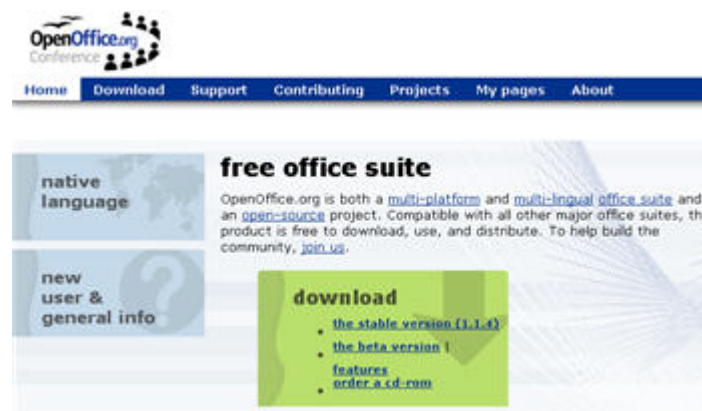 OpenOffice.org
Conference
Home Download Support Contributing Projects My pages About
native
language
free office suite
OpenOffice.org is both a multi-platform and multi-lingual office suite and
an open-source project. Compatible with all other major office suites, th
product is free to download, use, and distribute. To help build the
community, join us.
new
user &
general info
download
the stable version (1.1.4)
the beta version |
features
order a cd-rom